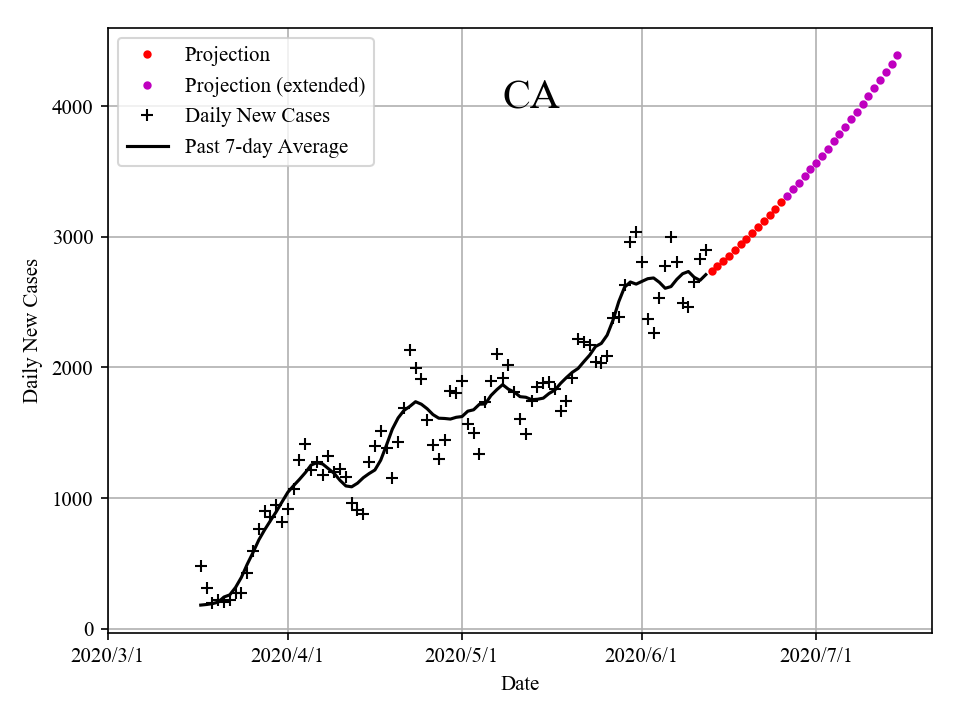 Projection
Projection (extended)
Daily New Cases
Past 7-day Average
CA
4000
3000
2000
1000
0
Daily New Cases
2020/3/1 2020/4/1 2020/5/1 2020/6/1 2020/7/1
Date